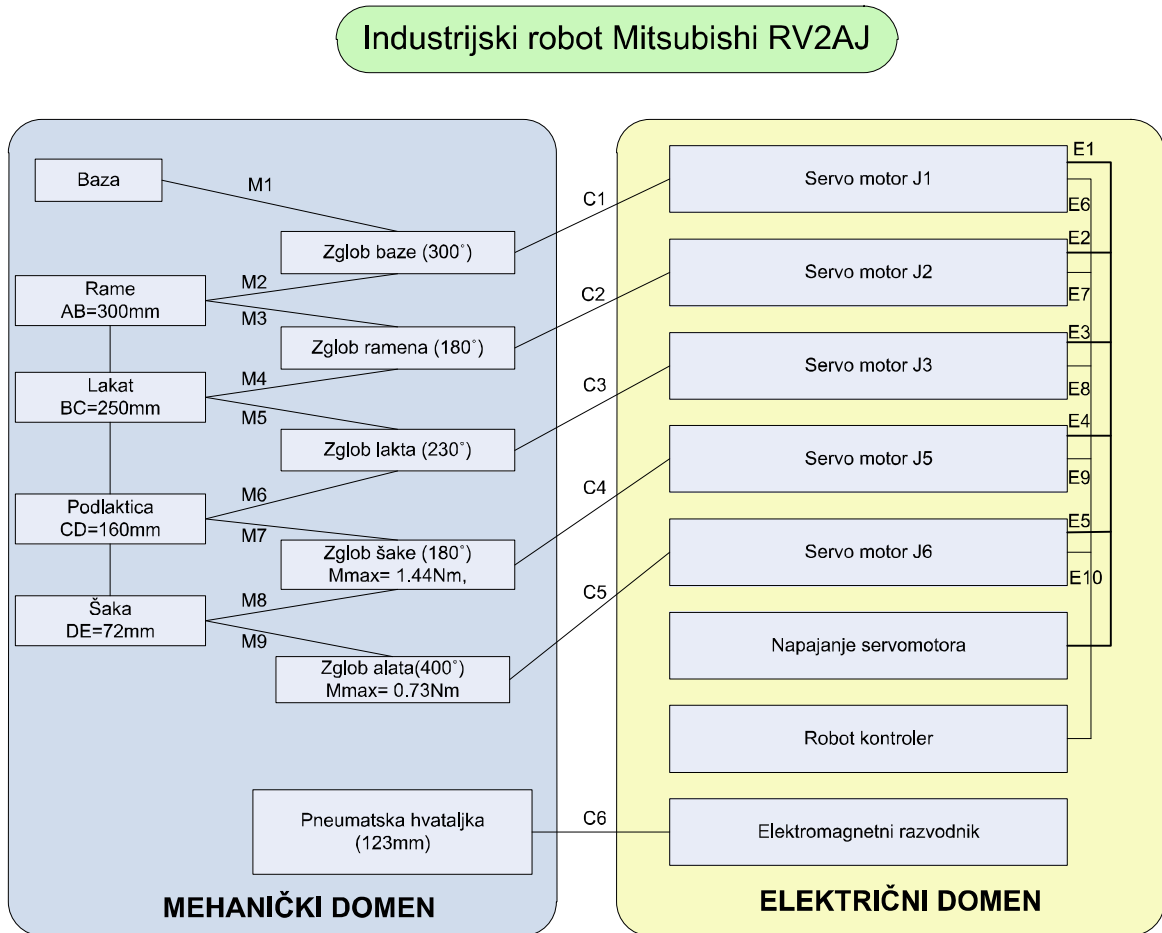 Industrijski robot Mitsubishi RV2AJ
Baza
M1
Zglob baze (300˚)
M2
Rame
AB=300mm
M3
Zglob ramena (180˚)
M4
Lakat
BC=250mm
M5
Zglob lakta (230˚)
M6
Podlaktica
CD=160mm
M7
Zglob šake (180˚)
Mmax= 1.44Nm,
M8
Šaka
DE=72mm
M9
Zglob alata(400˚)
Mmax= 0.73Nm
Pneumatska hvataljka
(123mm)
MEHANIČKI DOMEN
C1
C2
C3
C4
C5
C6
Servo motor J1
E1
E6
Servo motor J2
E2
E7
Servo motor J3
E3
E8
Servo motor J5
E4
E9
Servo motor J6
E5
E10
Napajanje servomotora
Robot kontroler
Elektromagnetni razvodnik
ELEKTRIČNI DOMEN